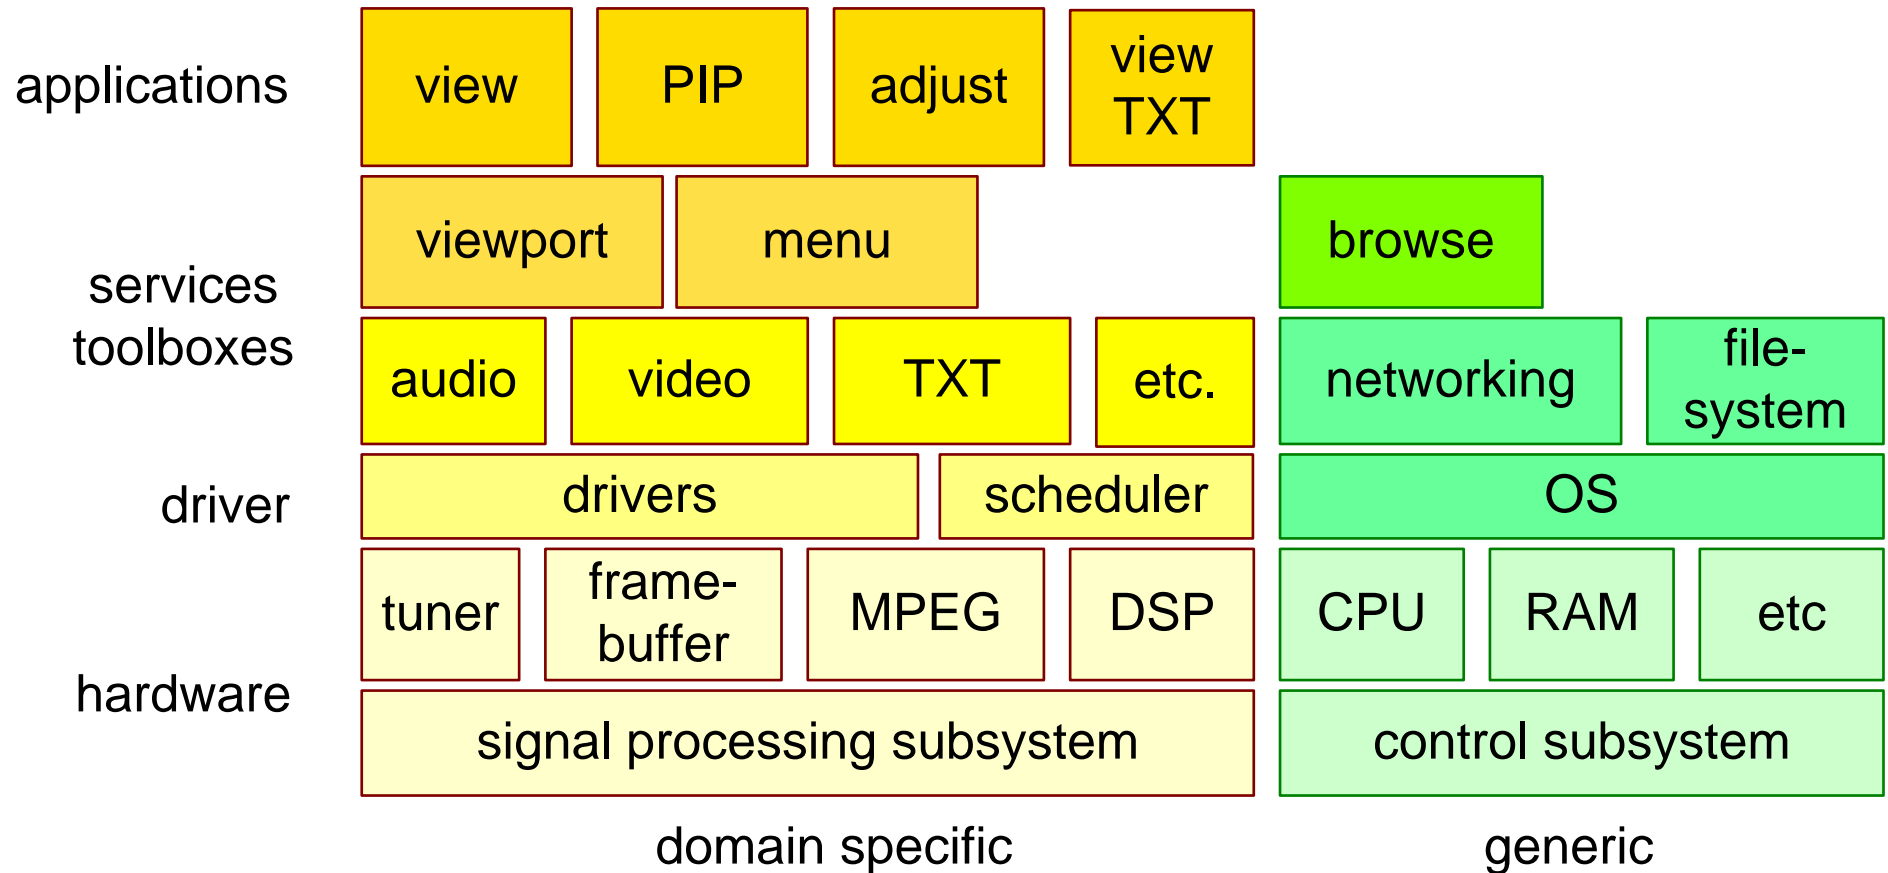 applications
view
PIP
adjust
view
TXT
services
toolboxes
viewport
menu
browse
audio
video
TXT
etc.
networking
file-
system
driver
drivers
scheduler
OS
hardware
tuner
frame-
buffer
MPEG
DSP
CPU
RAM
etc
signal processing subsystem
control subsystem
domain specific
generic